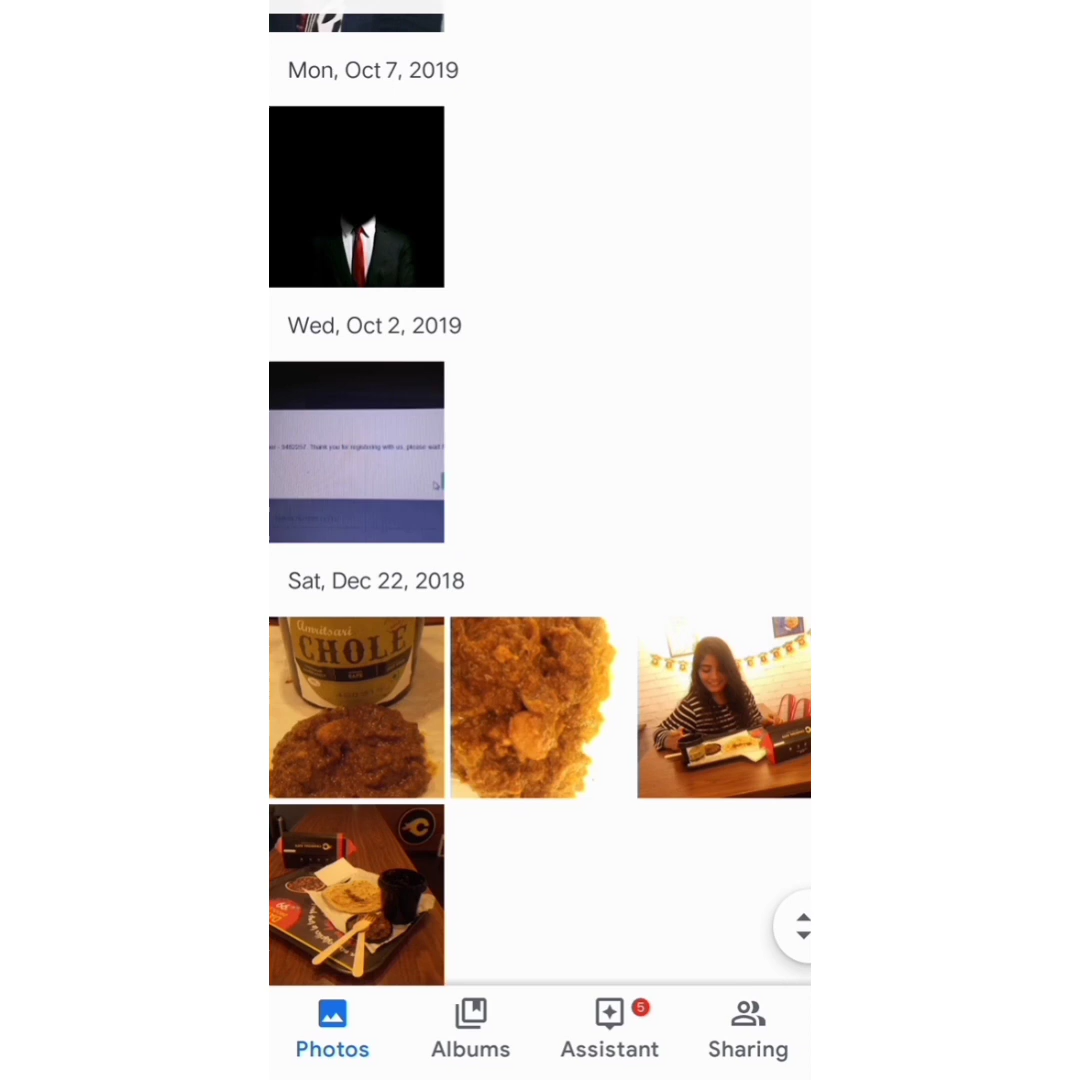 Mon, Oct 7, 2019
Wed, Oct 2, 2019
3482257. Thank you for registering with us, please wait
Sat, Dec 22, 2018
Amritsari
CHOLE
5
Photos
Albums
Assistant
Sharing